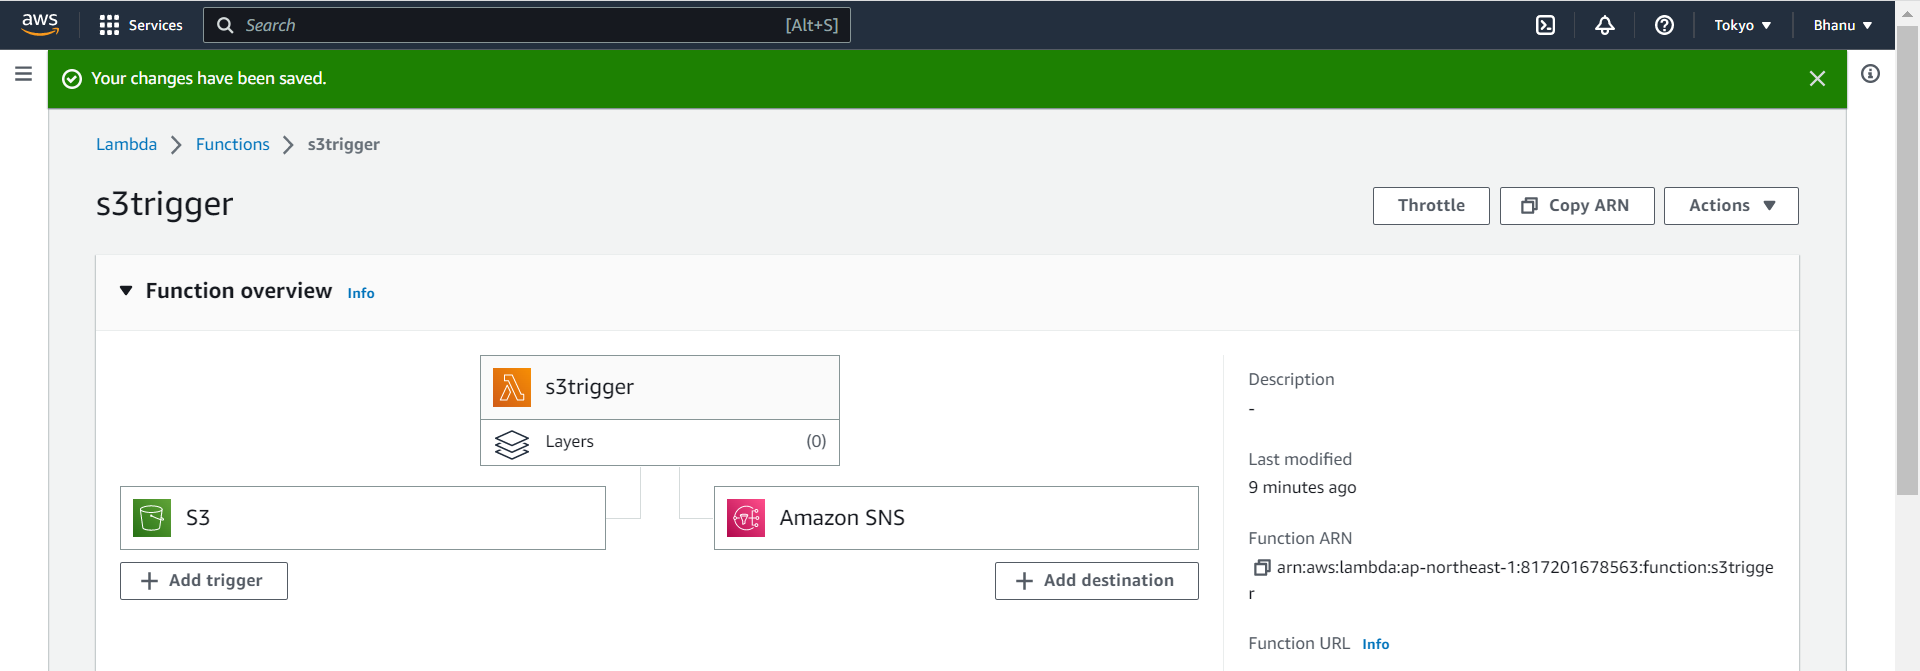 aws Services Search [Alt+S] Tokyo Bhanu
Your changes have been saved.
Lambda Functions s3trigger
s3trigger
Throttle Copy ARN Actions
Function overview Info
s3trigger
Layers (0)
S3
Amazon SNS
Add trigger
Add destination
Description
-
Last modified
9 minutes ago
Function ARN
arn:aws:lambda:ap-northeast-1:817201678563:function:s3trigge
r
Function URL Info